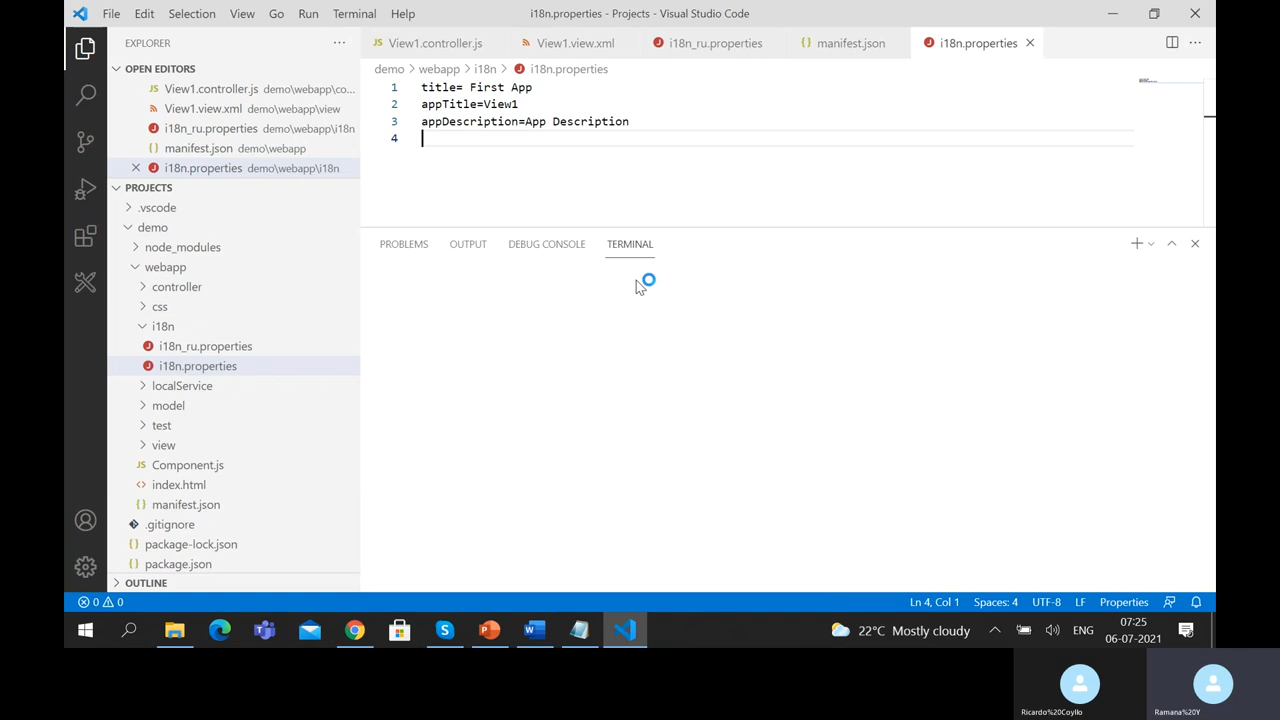 File Edit Selection View Go Run Terminal Help
i18n.properties - Projects - Visual Studio Code
EXPLORER
View1.controller.js
View1.view.xml
i18n_ru.properties
manifest.json
i18n.properties
OPEN EDITORS
View1.controller.js demo\webapp\co...
View1.view.xml demo\webapp\view
i18n_ru.properties demo\webapp\i18n
manifest.json demo\webapp
i18n.properties demo\webapp\i18n
PROJECTS
.vscode
demo
node_modules
webapp
controller
css
i18n
i18n_ru.properties
i18n.properties
localService
model
test
view
Component.js
index.html
manifest.json
.gitignore
package-lock.json
package.json
OUTLINE
demo > webapp > i18n > i18n.properties
1 title= First App
2 appTitle=View1
3 appDescription=App Description
4
PROBLEMS OUTPUT DEBUG CONSOLE TERMINAL
0 0
Ln 4, Col 1 Spaces: 4 UTF-8 LF Properties
22°C Mostly cloudy
ENG
07:25
06-07-2021
Ricardo%20Coyllo
Ramana%20Y